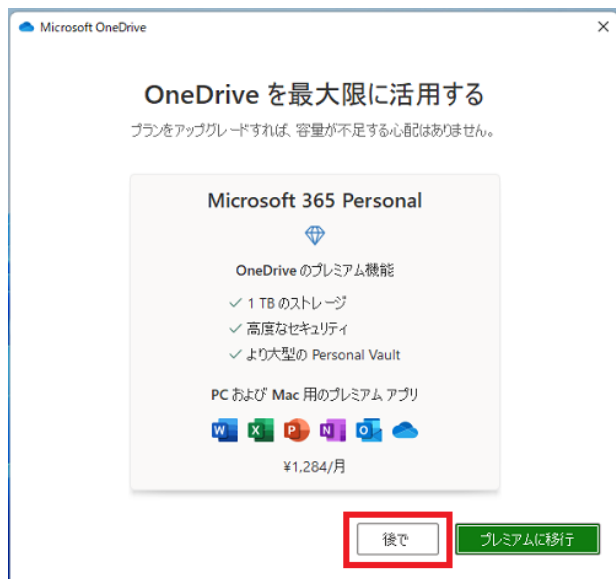 Microsoft OneDrive
OneDrive を最大限に活用する
プランをアップグレードすれば、容量が不足する心配はありません。
Microsoft 365 Personal
OneDrive のプレミアム機能
1 TB のストレージ
高度なセキュリティ
より大型の Personal Vault
PC および Mac 用のプレミアム アプリ
W X P N O
¥1,284/月
後で プレミアムに移行